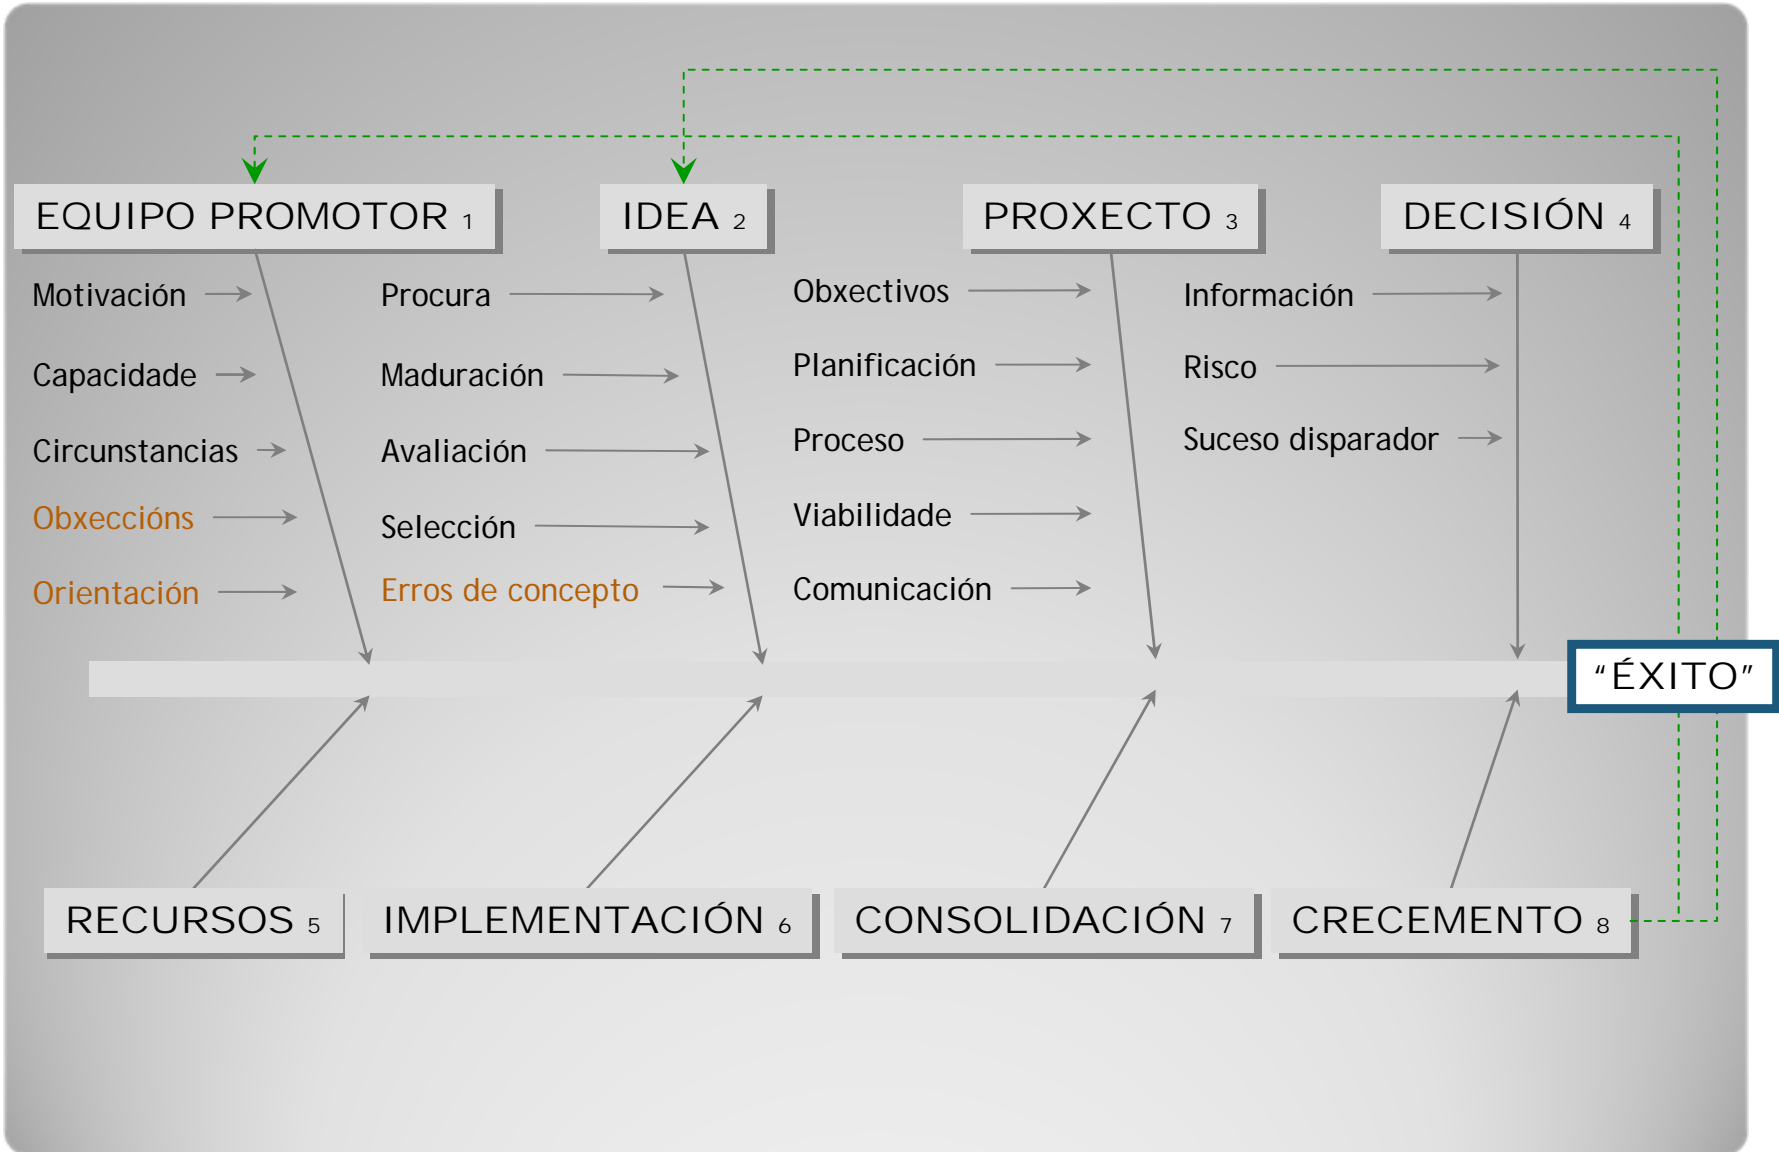 EQUIPO PROMOTOR 1
Motivación
Capacidade
Circunstancias
Obxeccións
Orientación
IDEA 2
Procura
Maduración
Avaliación
Selección
Erros de concepto
PROXECTO 3
Obxectivos
Planificación
Proceso
Viabilidade
Comunicación
DECISIÓN 4
Información
Risco
Suceso disparador
“ÉXITO”
RECURSOS 5
IMPLEMENTACIÓN 6
CONSOLIDACIÓN 7
CRECEMENTO 8